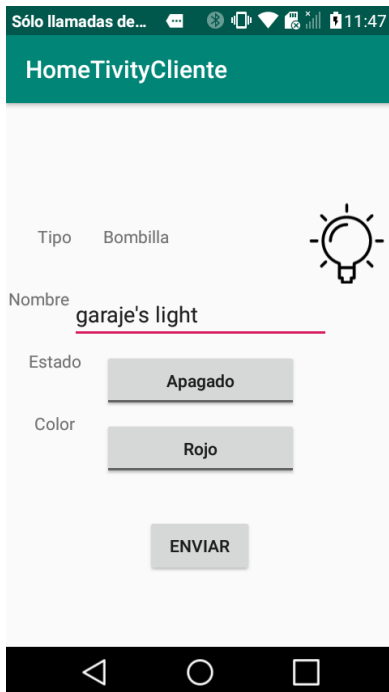 Sólo llamadas de... 11:47
HomeTivityCliente
Tipo Bombilla
Nombre garaje's light
Estado Apagado
Color Rojo
ENVIAR